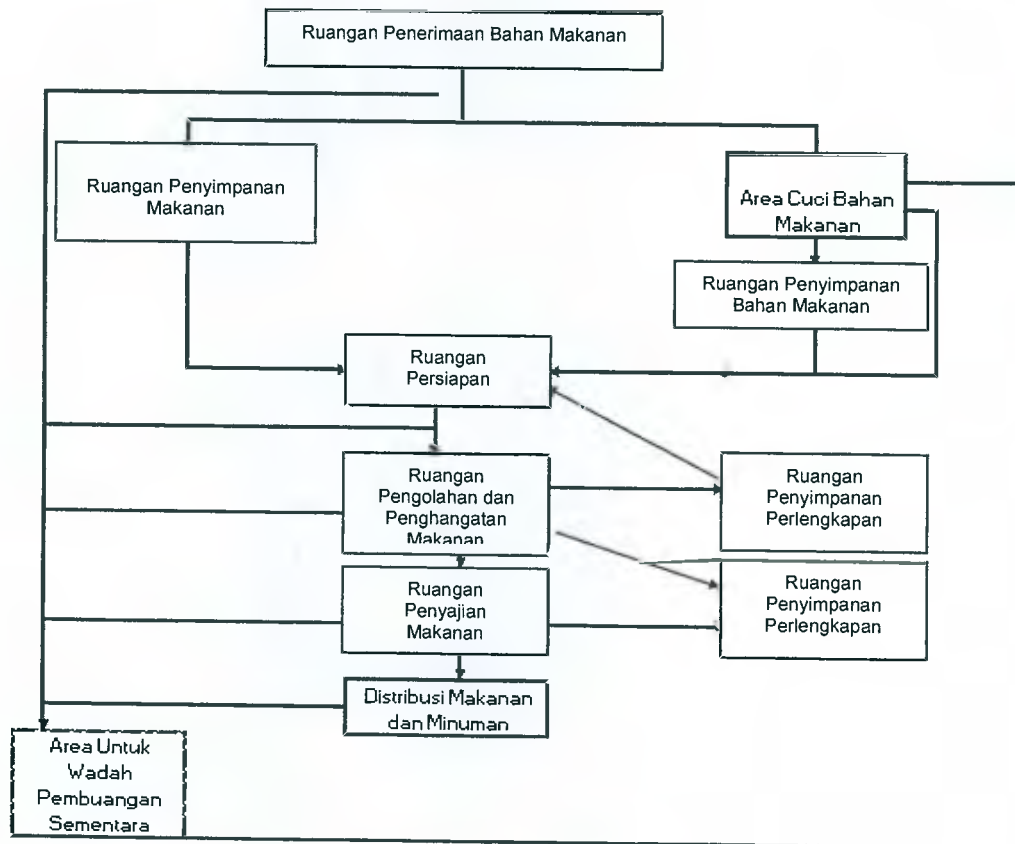 Ruangan Penerimaan Bahan Makanan
Ruangan Penyimpanan
Makanan
Area Cuci Bahan
Makanan
Ruangan Penyimpanan
Bahan Makanan
Ruangan
Persiapan
Ruangan
Pengolahan dan
Penghangatan
Makanan
Ruangan
Penyimpanan
Perlengkapan
Ruangan
Penyajian
Makanan
Ruangan
Penyimpanan
Perlengkapan
Distribusi Makanan
dan Minuman
Area Untuk
Wadah
Pembuangan
Sementara